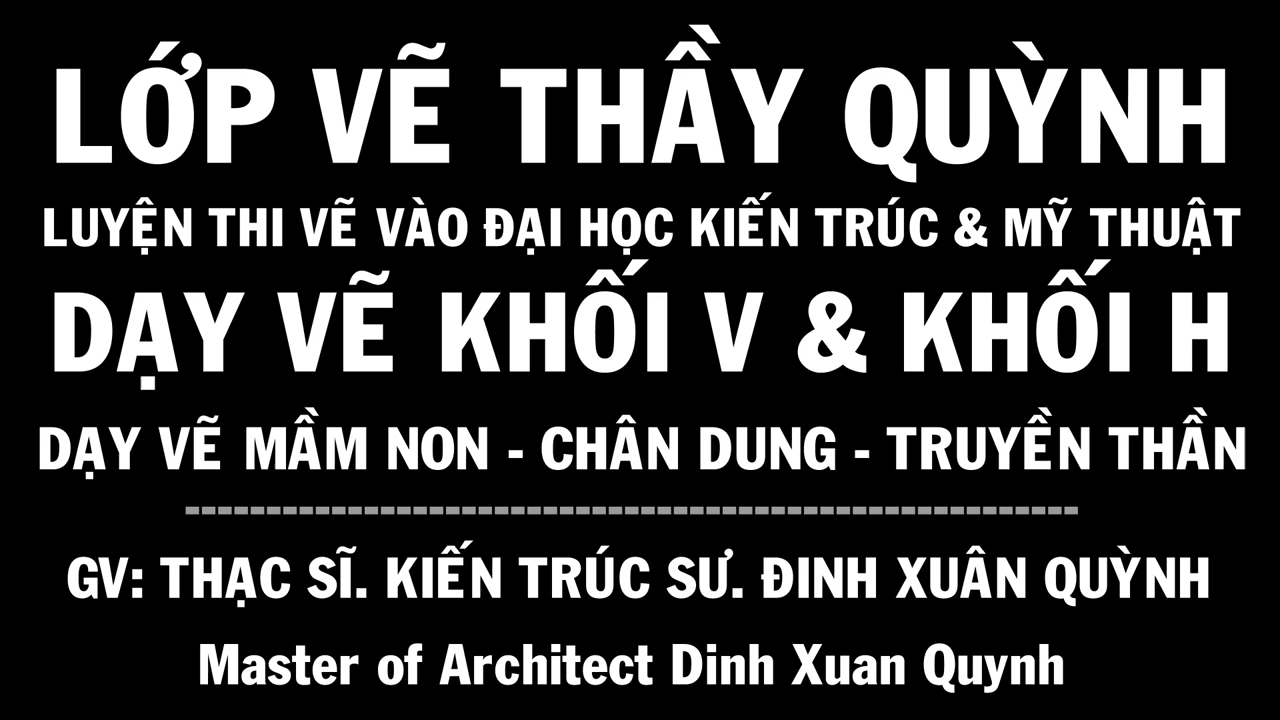 LỚP VẼ THẦY QUỲNH
LUYỆN THI VẼ VÀO ĐẠI HỌC KIẾN TRÚC & MỸ THUẬT
DẠY VẼ KHỐI V & KHỐI H
DẠY VẼ MẦM NON - CHÂN DUNG - TRUYỀN THẦN
GV: THẠC SĨ. KIẾN TRÚC SƯ. ĐINH XUÂN QUỲNH
Master of Architect Dinh Xuan Quynh